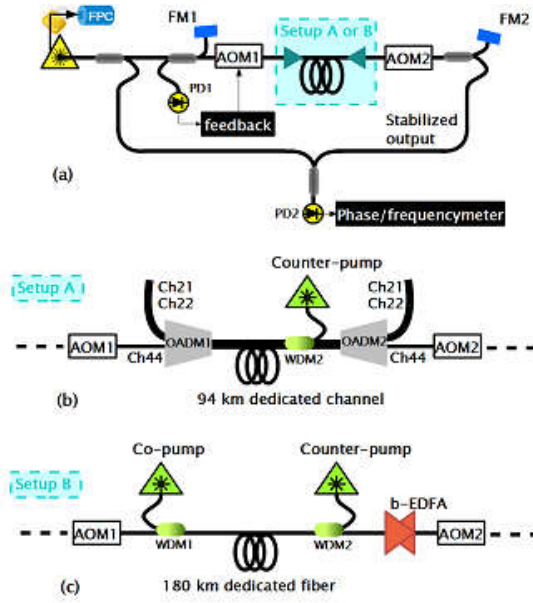 FPC
FM1
FM2
AOM1
Setup A or B
AOM2
PD1
feedback
Stabilized
output
(a)
PD2
Phase/frequencymeter
Counter-pump
Setup A
Ch21
Ch22
Ch21
Ch22
AOM1
OADM1
WDM2
OADM2
AOM2
Ch44
Ch44
(b)
94 km dedicated channel
Co-pump
Counter-pump
Setup B
b-EDFA
AOM1
WDM1
WDM2
AOM2
(c)
180 km dedicated fiber